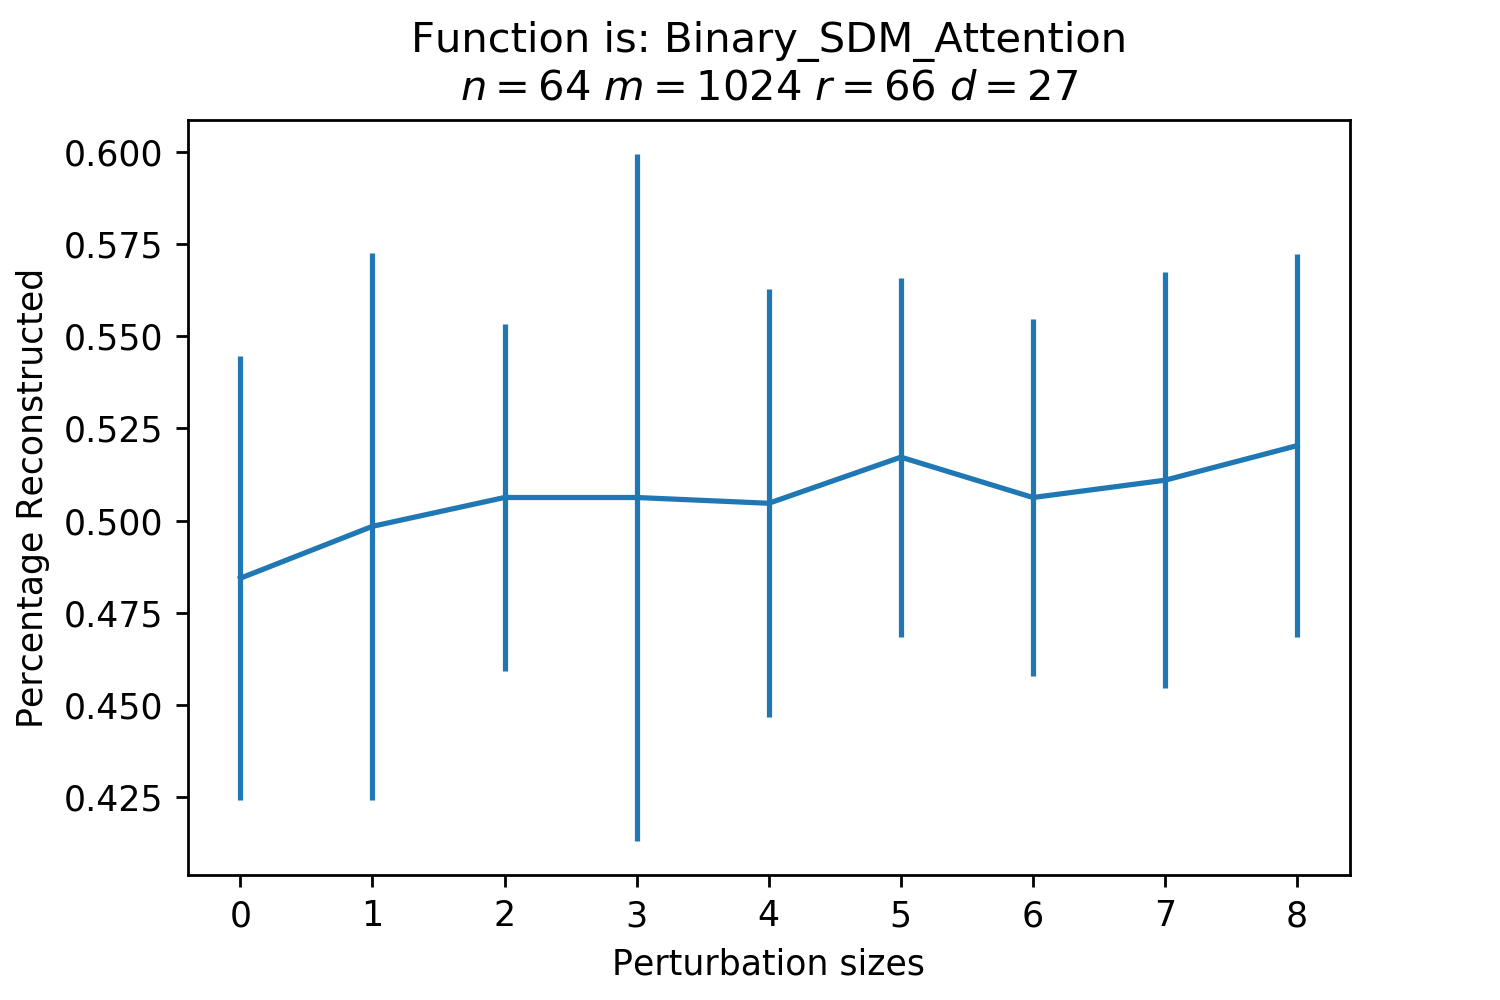 Function is: Binary_SDM_Attention
n = 64 m = 1024 r = 66 d = 27
Percentage Reconstructed
0.600
0.575
0.550
0.525
0.500
0.475
0.450
0.425
0 1 2 3 4 5 6 7 8
Perturbation sizes